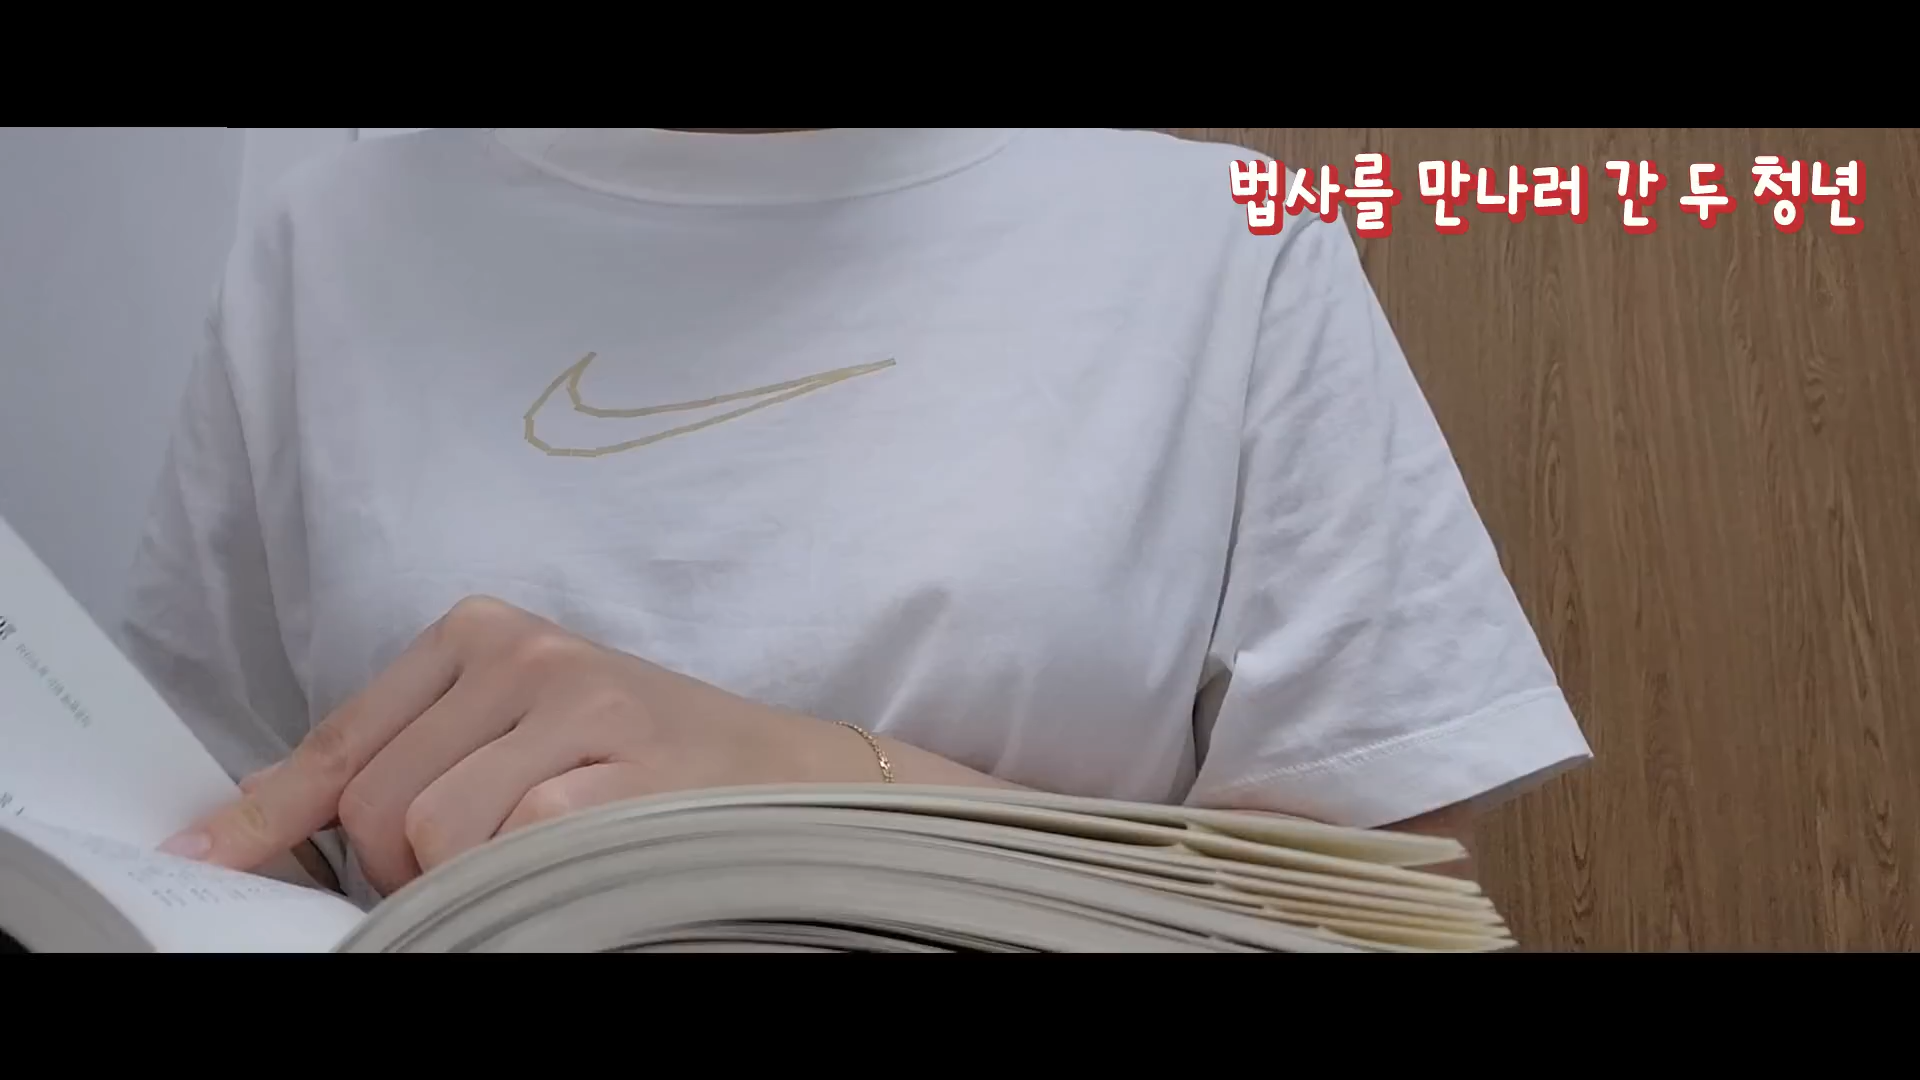 법사를 만나러 간 두 청년